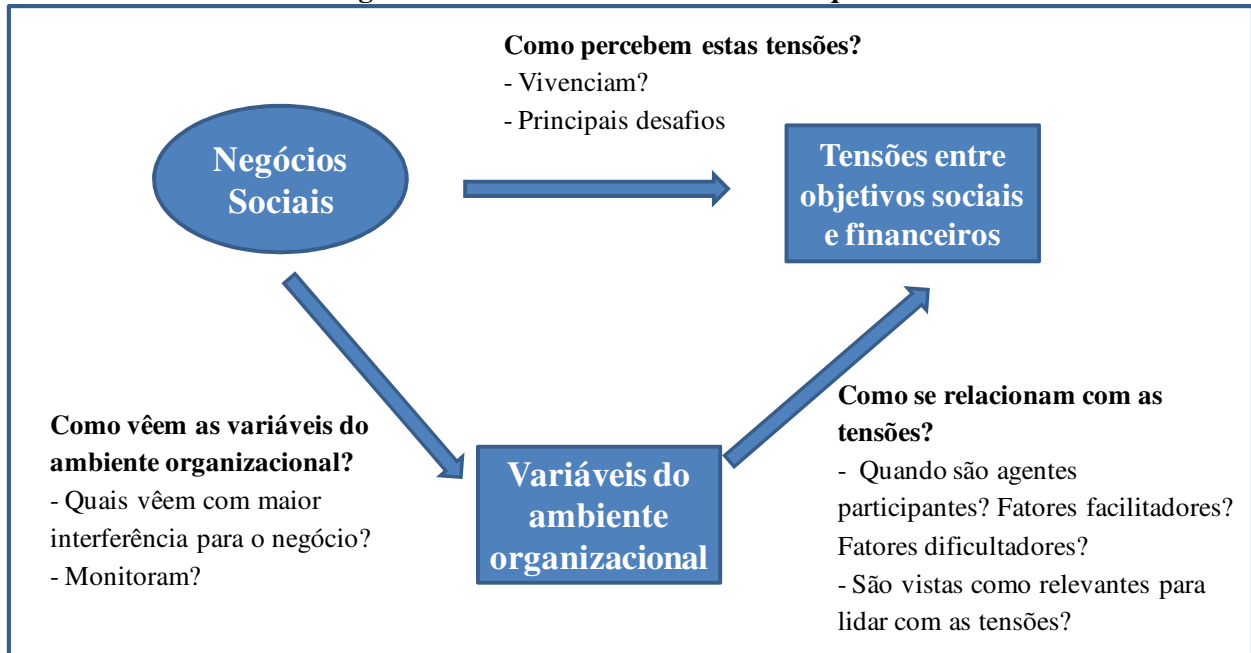 Como percebem estas tensões?
- Vivenciam?
- Principais desafios
Negócios
Sociais
Tensões entre
objetivos sociais
e financeiros
Como vêem as variáveis do
ambiente organizacional?
- Quais vêem com maior
interferência para o negócio?
- Monitoram?
Variáveis do
ambiente
organizacional
Como se relacionam com as
tensões?
- Quando são agentes
participantes? Fatores facilitadores?
Fatores dificultadores?
- São vistas como relevantes para
lidar com as tensões?